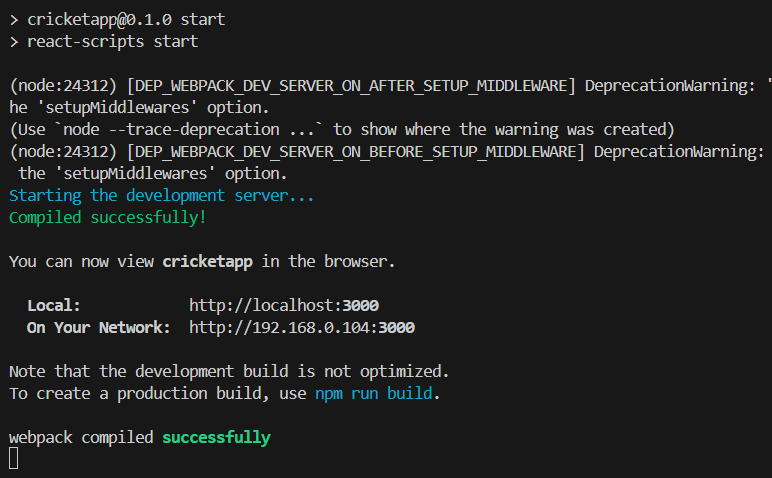 > cricketapp@0.1.0 start
> react-scripts start
(node:24312) [DEP_WEBPACK_DEV_SERVER_ON_AFTER_SETUP_MIDDLEWARE] DeprecationWarning: '
he 'setupMiddlewares' option.
(Use `node --trace-deprecation ...` to show where the warning was created)
(node:24312) [DEP_WEBPACK_DEV_SERVER_ON_BEFORE_SETUP_MIDDLEWARE] DeprecationWarning:
the 'setupMiddlewares' option.
Starting the development server...
Compiled successfully!
You can now view cricketapp in the browser.
Local: http://localhost:3000
On Your Network: http://192.168.0.104:3000
Note that the development build is not optimized.
To create a production build, use npm run build.
webpack compiled successfully